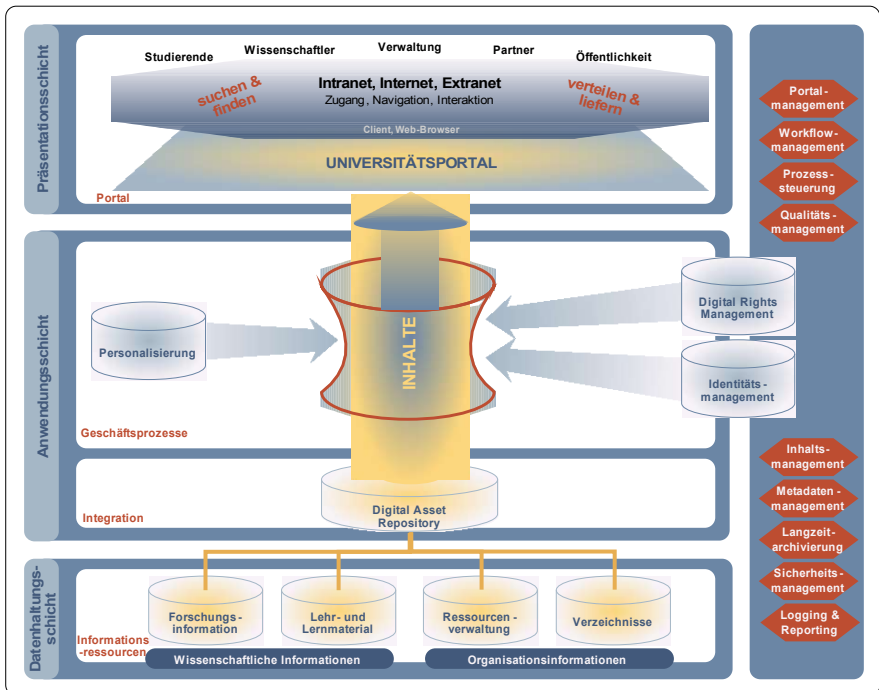 Präsentationsschicht
Studierende
Wissenschaftler
Verwaltung
Partner
Öffentlichkeit
suchen &
finden
Intranet, Internet, Extranet
Zugang, Navigation, Interaktion
verteilen &
liefern
Client, Web-Browser
UNIVERSITÄTSPORTAL
Portal
Anwendungsschicht
Personalisierung
INHALTE
Digital Rights
Management
Identitäts-
management
Geschäftsprozesse
Integration
Digital Asset
Repository
Datenhaltungs-
schicht
Forschungs-
information
Lehr- und
Lernmaterial
Ressourcen-
verwaltung
Verzeichnisse
Informations
-ressourcen
Wissenschaftliche Informationen
Organisationsinformationen
Portal-
management
Workflow-
management
Prozess-
steuerung
Qualitäts-
management
Inhalts-
management
Metadaten-
management
Langzeit-
archivierung
Sicherheits-
management
Logging &
Reporting